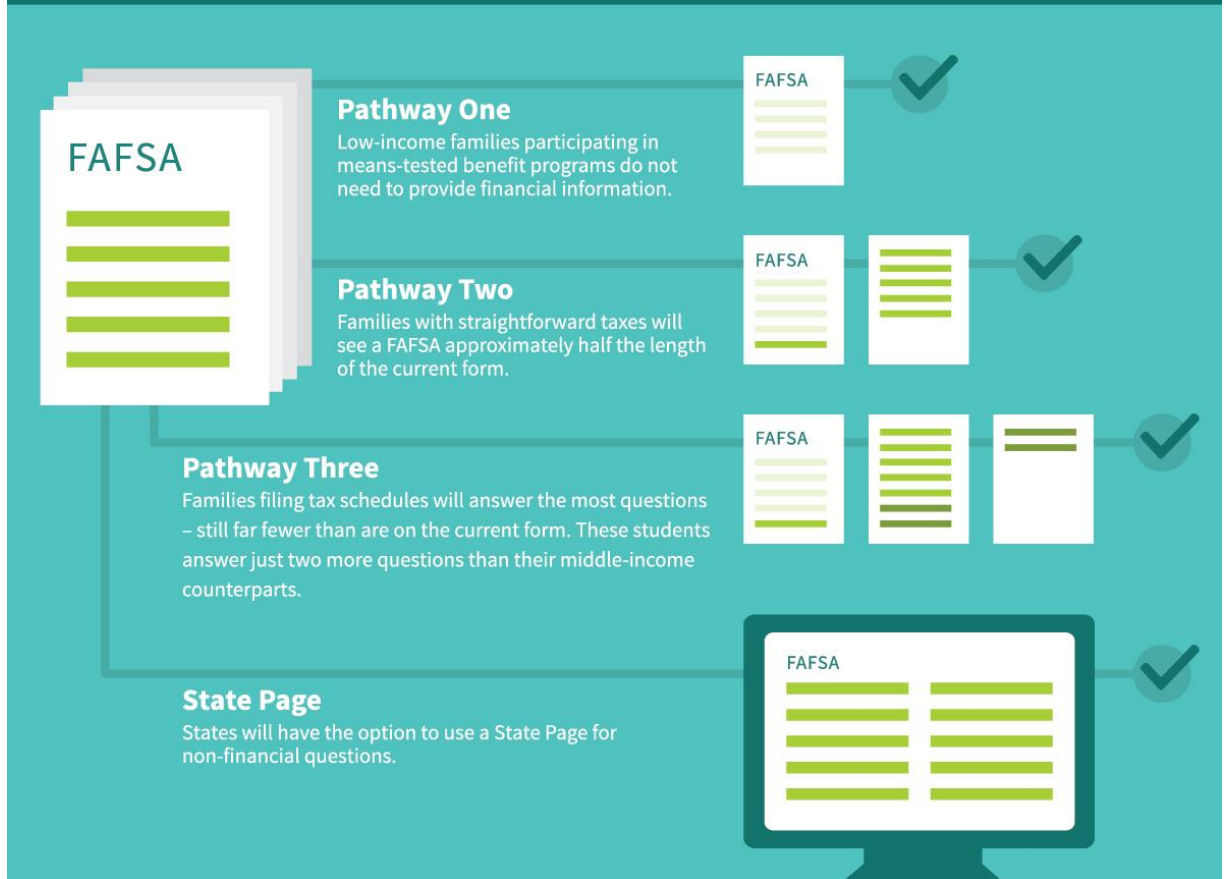 FAFSA
Pathway One
Low-income families participating in
means-tested benefit programs do not
need to provide financial information.
FAFSA
Pathway Two
Families with straightforward taxes will
see a FAFSA approximately half the length
of the current form.
FAFSA
Pathway Three
Families filing tax schedules will answer the most questions
– still far fewer than are on the current form. These students
answer just two more questions than their middle-income
counterparts.
FAFSA
State Page
States will have the option to use a State Page for
non-financial questions.
FAFSA